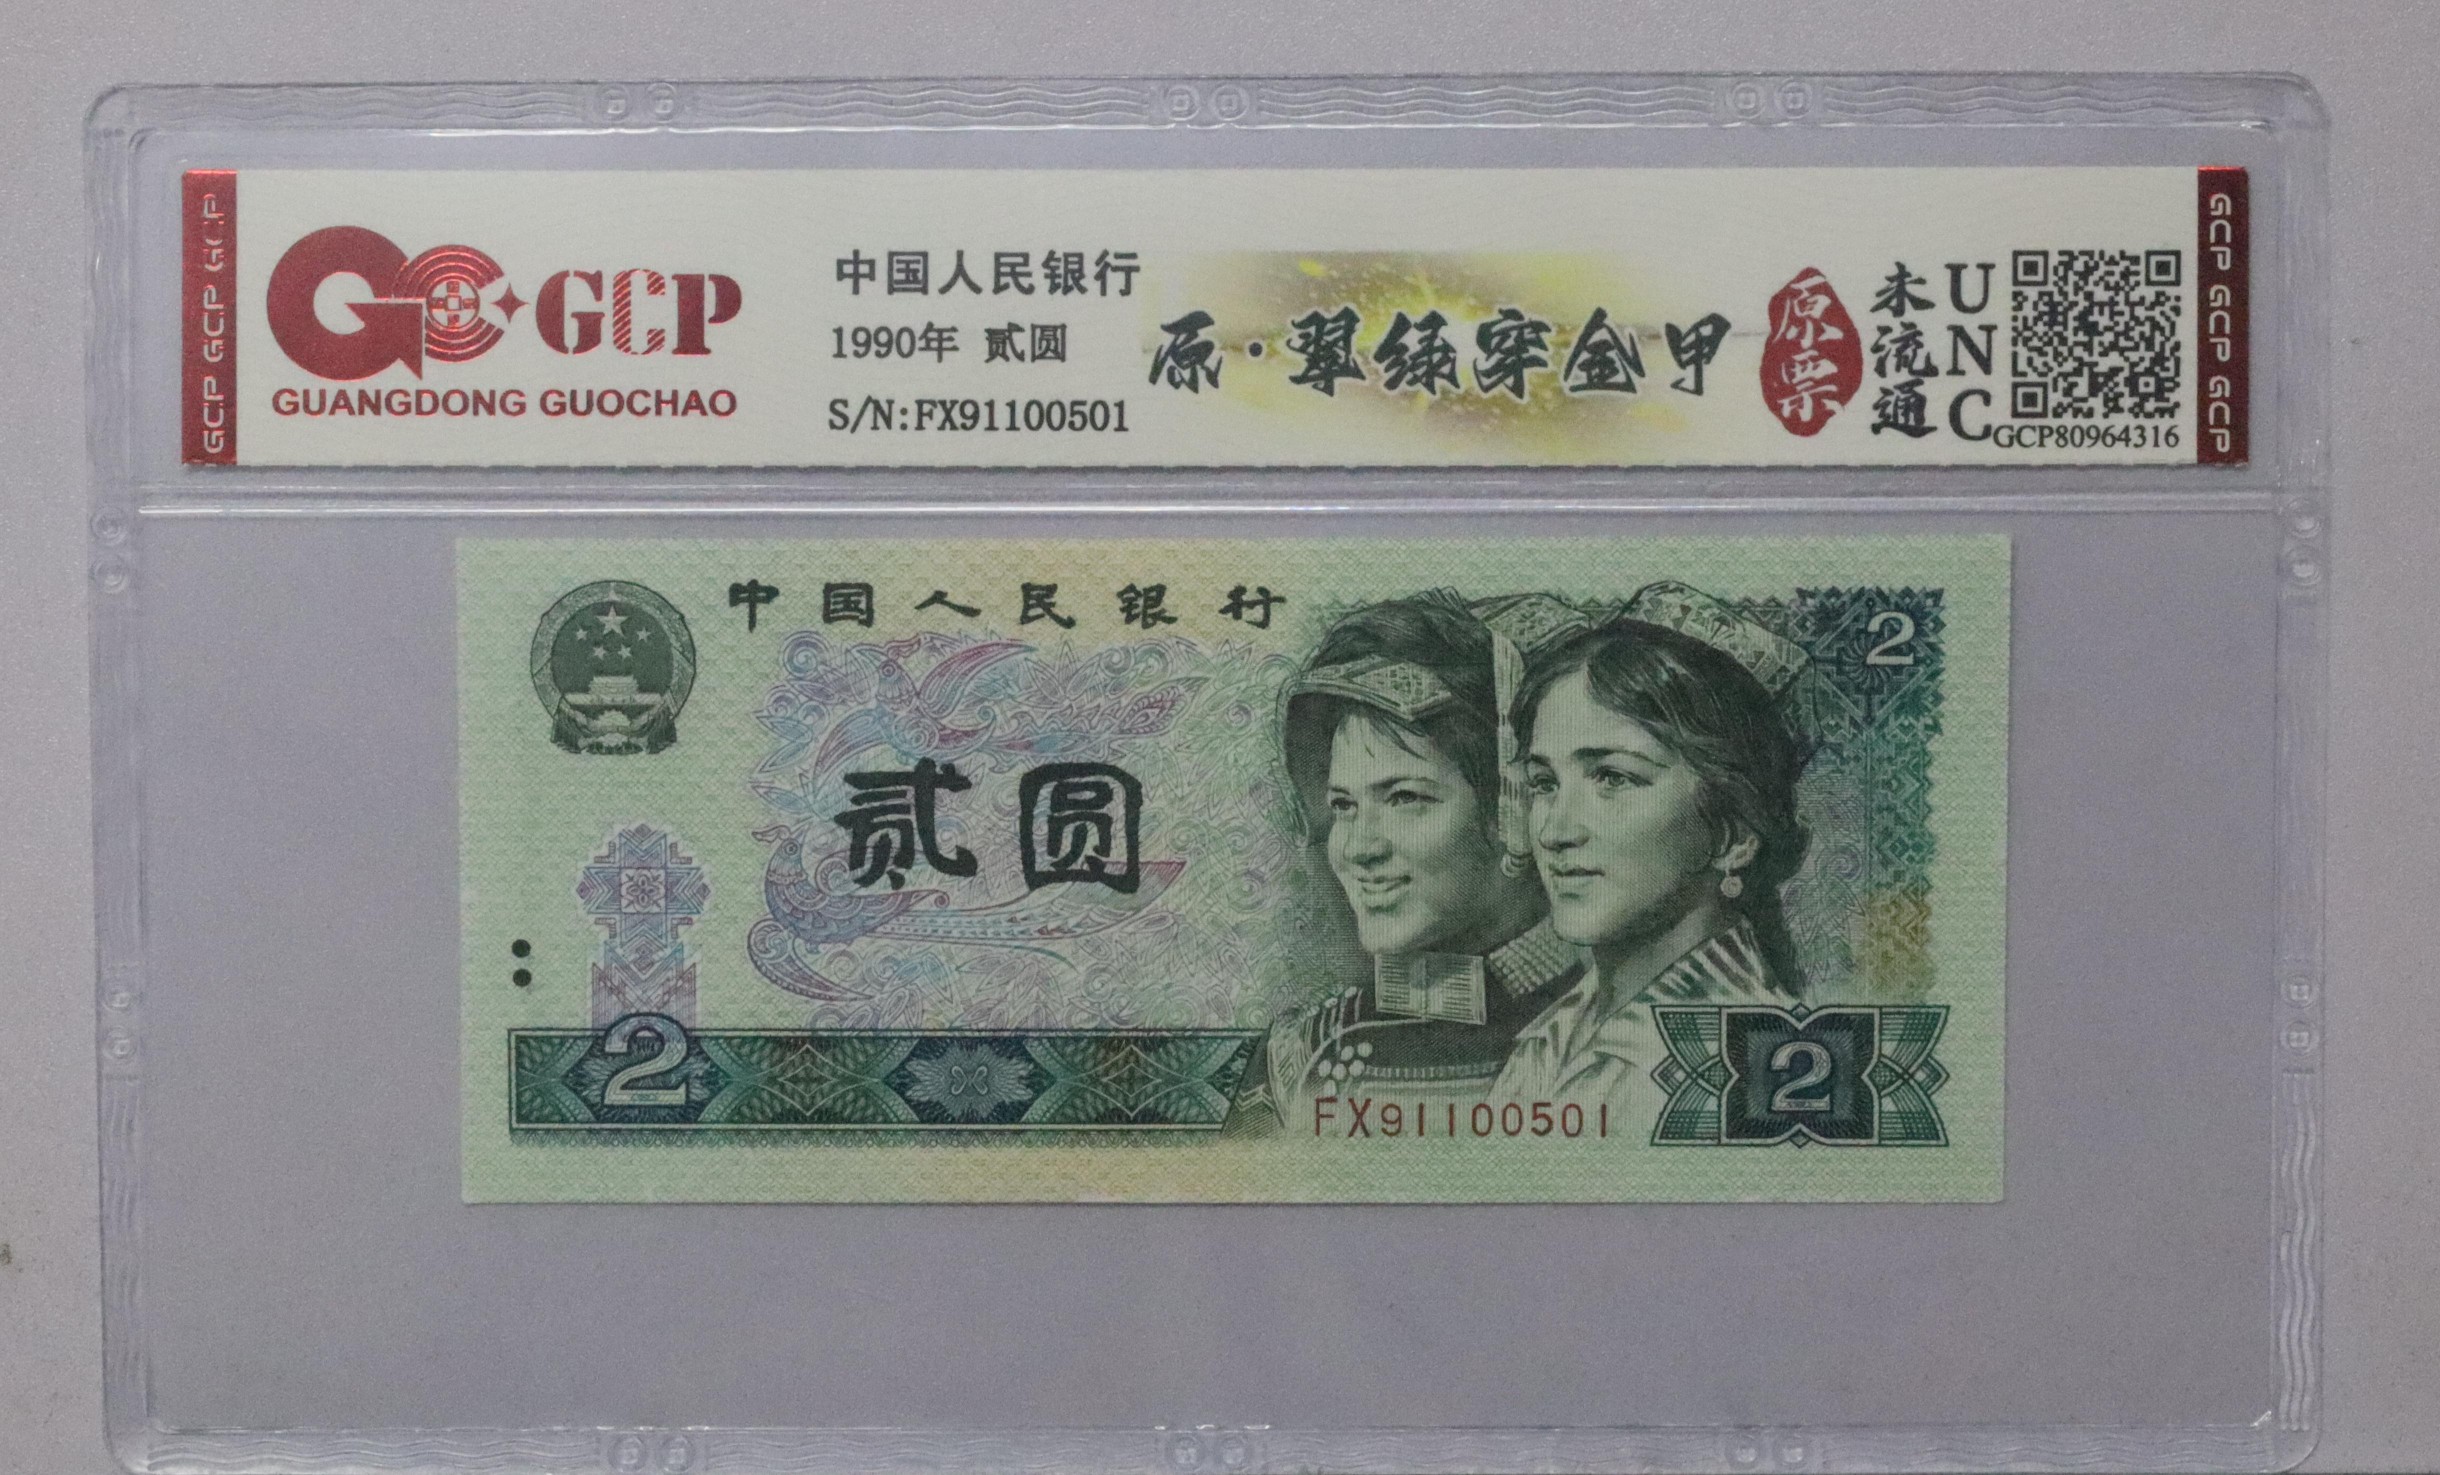 GCP GCP GCP GCP
GCP
GUANGDONG GUOCHAO
中国人民银行
1990年 贰圆
S/N:FX91100501
原·翠绿穿金甲
原票
未流通
UNC
GCP80964316
GCP GCP GCP GCP
中国人民银行
2
贰圆
2
FX91100501
2